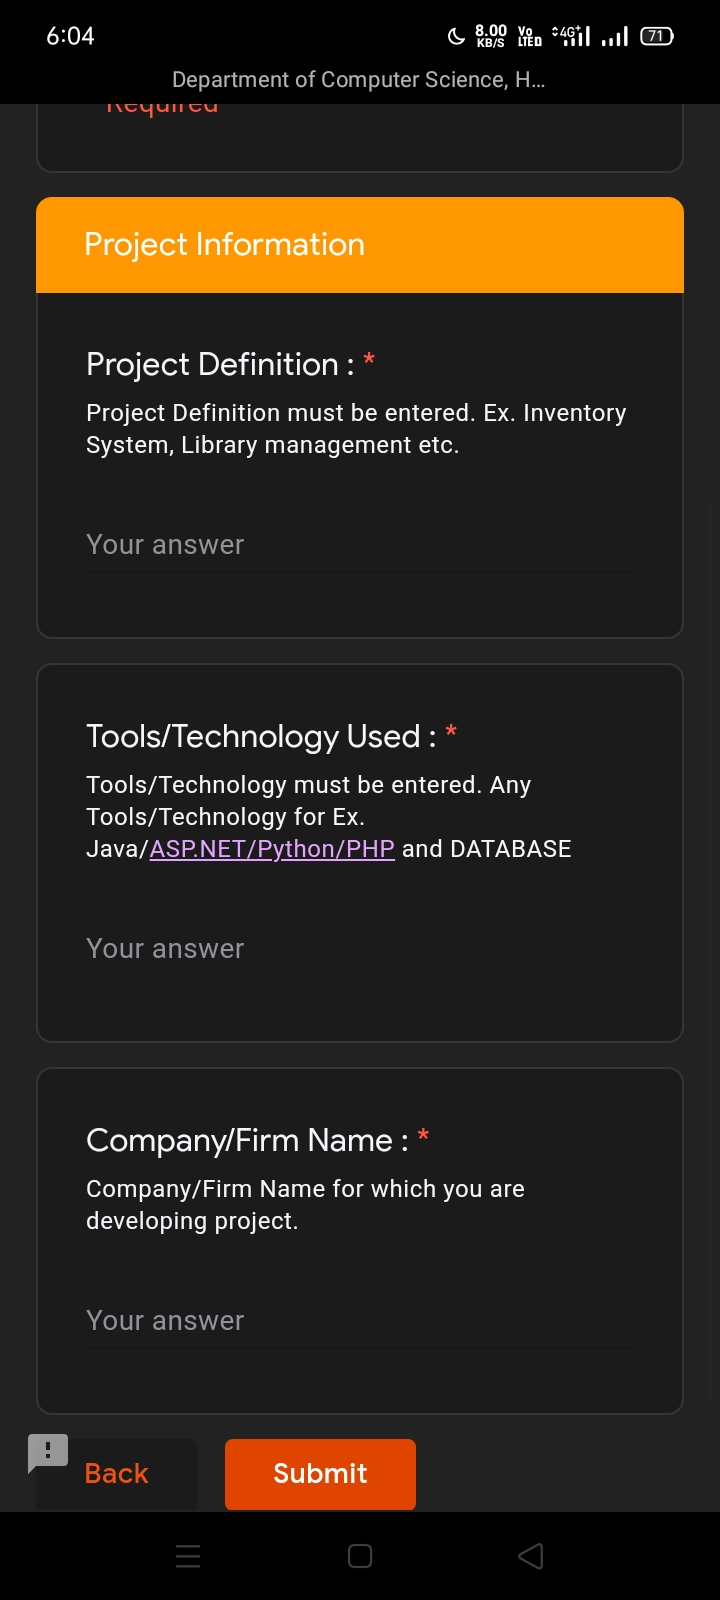 6:04
8.00
KB/S
Vo
LTE
4G+
71
Department of Computer Science, H...
Required
Project Information
Project Definition : *
Project Definition must be entered. Ex. Inventory
System, Library management etc.
Your answer
Tools/Technology Used : *
Tools/Technology must be entered. Any
Tools/Technology for Ex.
Java/ASP.NET/Python/PHP and DATABASE
Your answer
Company/Firm Name : *
Company/Firm Name for which you are
developing project.
Your answer
Back
Submit